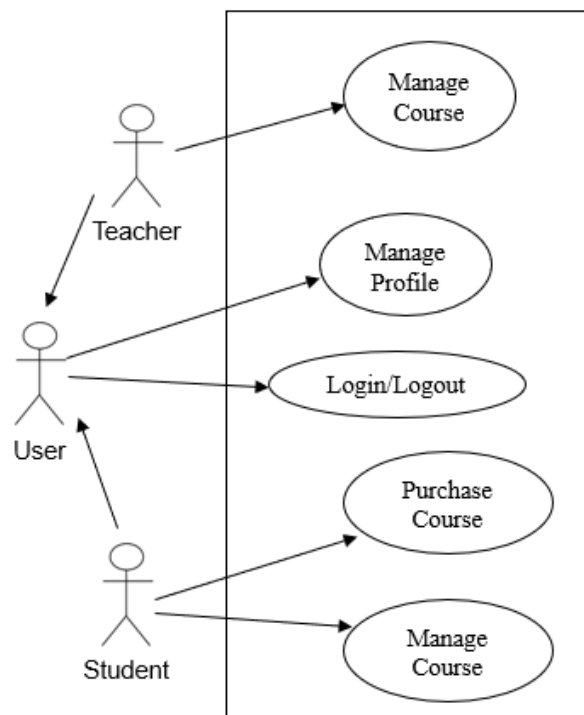 Manage
Course
Teacher
Manage
Profile
Login/Logout
User
Purchase
Course
Manage
Course
Student